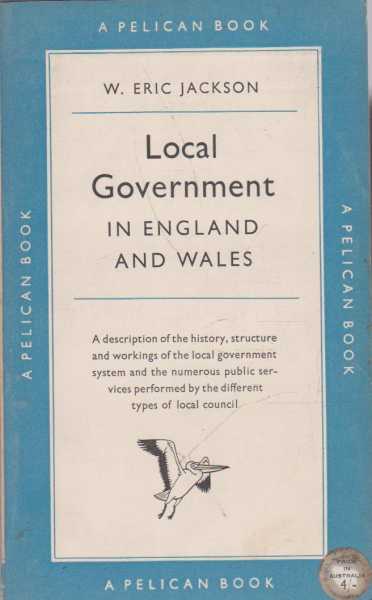 A PELICAN BOOK
W. ERIC JACKSON
Local
Government
IN ENGLAND
AND WALES
A description of the history, structure
and workings of the local government
system and the numerous public ser-
vices performed by the different
types of local council
A PELICAN BOOK
A PELICAN BOOK
A PELICAN BOOK
PRICE
IN
AUSTRALIA
4/-